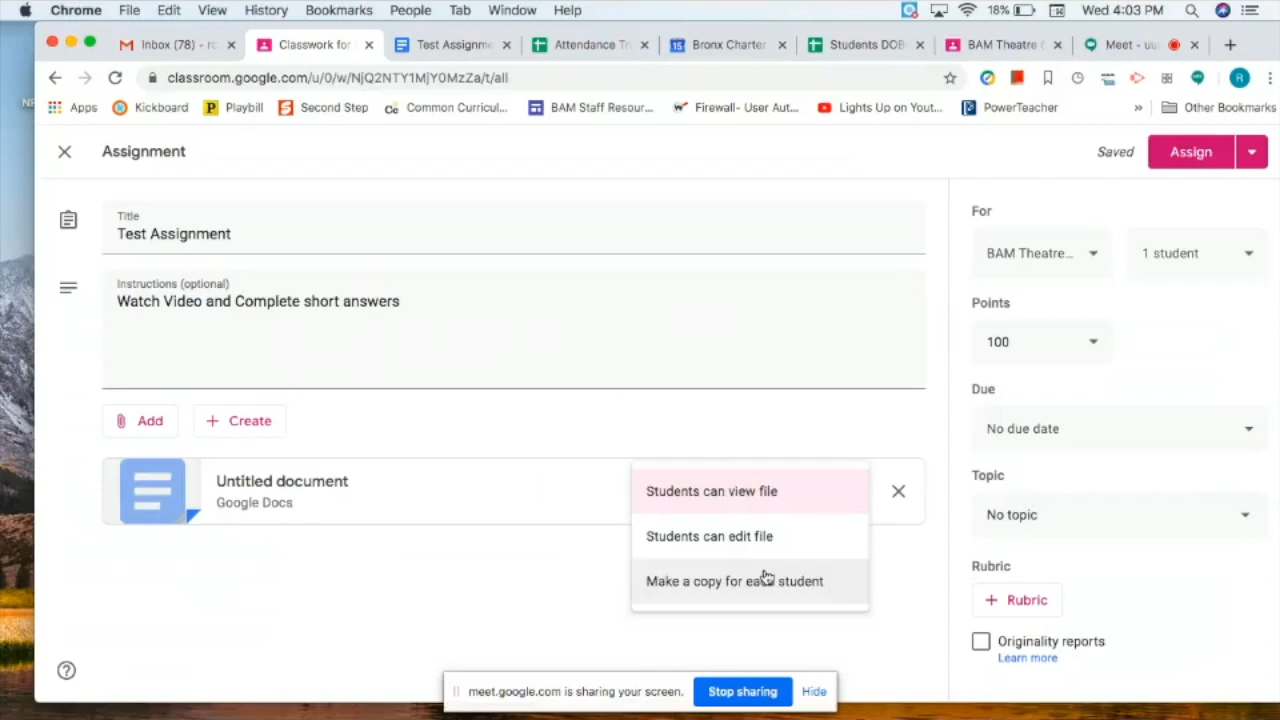 Chrome File Edit View History Bookmarks People Tab Window Help 18% Wed 4:03 PM
Inbox (78) - rc Classwork for Test Assignme Attendance Tr 15 Bronx Charter Students DOB BAM Theatre C Meet - uu
classroom.google.com/u/0/w/NjQ2NTY1MjY0MzZa/t/all R
Apps Kickboard Playbill Second Step Common Curricul... BAM Staff Resour... Firewall- User Aut... Lights Up on Yout... PowerTeacher » Other Bookmarks
Assignment Saved Assign
Title
Test Assignment
Instructions (optional)
Watch Video and Complete short answers
Add + Create
Untitled document
Google Docs
Students can view file
Students can edit file
Make a copy for each student
For
BAM Theatre... 1 student
Points
100
Due
No due date
Topic
No topic
Rubric
+ Rubric
Originality reports
Learn more
meet.google.com is sharing your screen. Stop sharing Hide